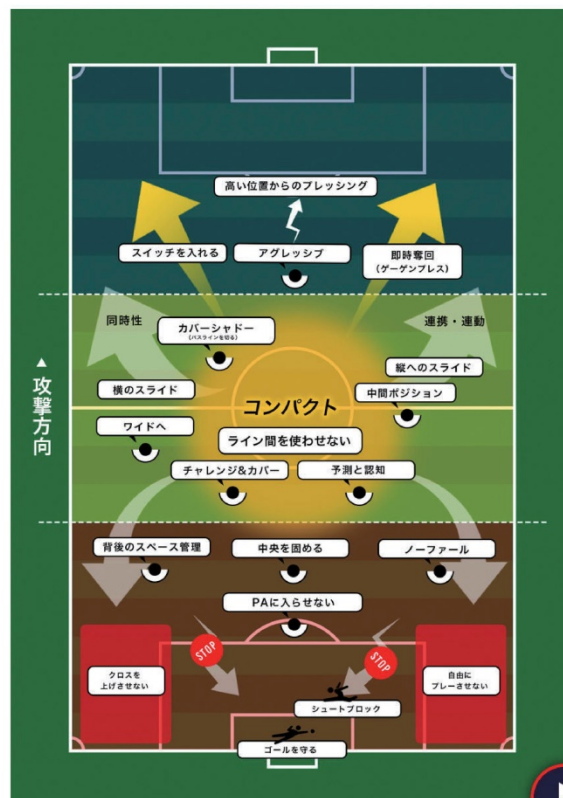 高い位置からのプレッシング
スイッチを入れる
アグレッシブ
即時奪回
(ゲーゲンプレス)
同時性
連携・連動
カバーシャドー
(パスラインを切る)
縦へのスライド
横のスライド
中間ポジション
コンパクト
ワイドへ
ライン間を使わせない
チャレンジ&カバー
予測と認知
▲攻撃方向
背後のスペース管理
中央を固める
ノーファール
PAに入らせない
STOP
STOP
クロスを
上げさせない
自由に
プレーさせない
シュートブロック
ゴールを守る